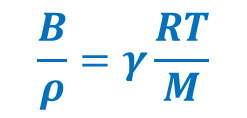 B/ρ = γ RT/M